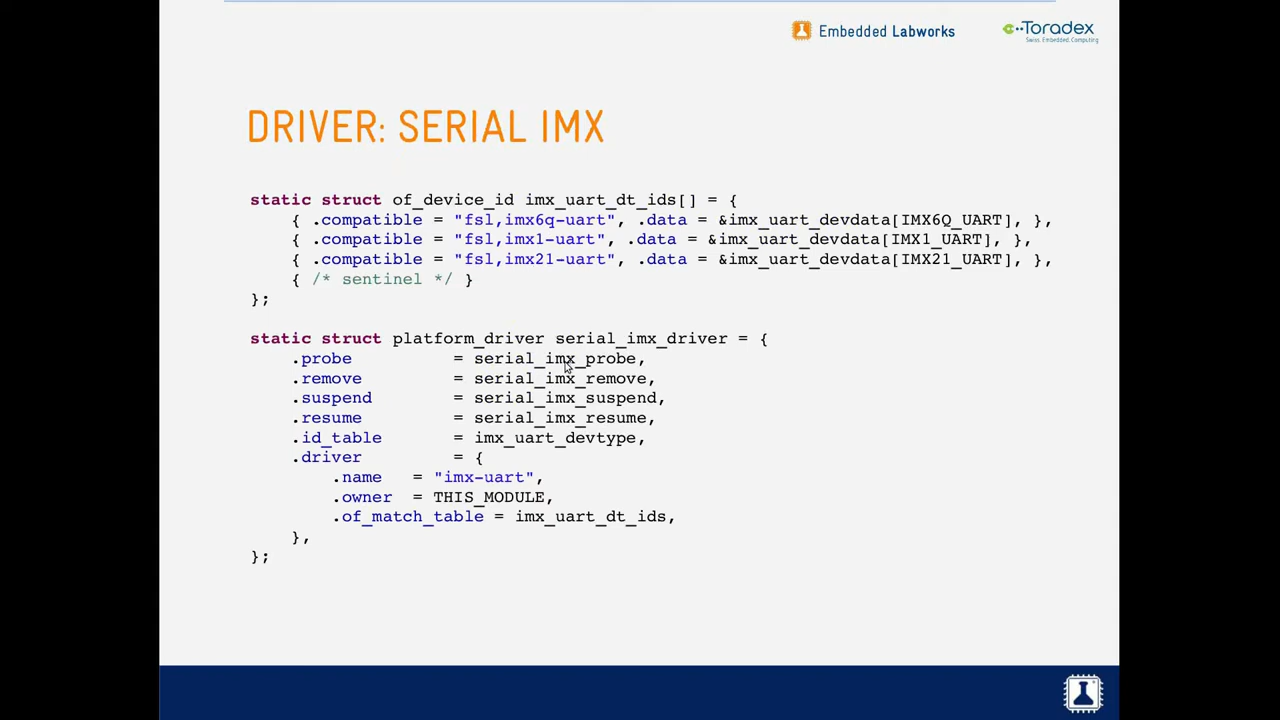 Embedded Labworks
Toradex
Swiss. Embedded. Computing.
DRIVER: SERIAL IMX
static struct of_device_id imx_uart_dt_ids[] = {
    { .compatible = "fsl,imx6q-uart", .data = &imx_uart_devdata[IMX6Q_UART], },
    { .compatible = "fsl,imx1-uart", .data = &imx_uart_devdata[IMX1_UART], },
    { .compatible = "fsl,imx21-uart", .data = &imx_uart_devdata[IMX21_UART], },
    { /* sentinel */ }
};
static struct platform_driver serial_imx_driver = {
    .probe          = serial_imx_probe,
    .remove         = serial_imx_remove,
    .suspend        = serial_imx_suspend,
    .resume         = serial_imx_resume,
    .id_table       = imx_uart_devtype,
    .driver         = {
        .name   = "imx-uart",
        .owner  = THIS_MODULE,
        .of_match_table = imx_uart_dt_ids,
    },
};